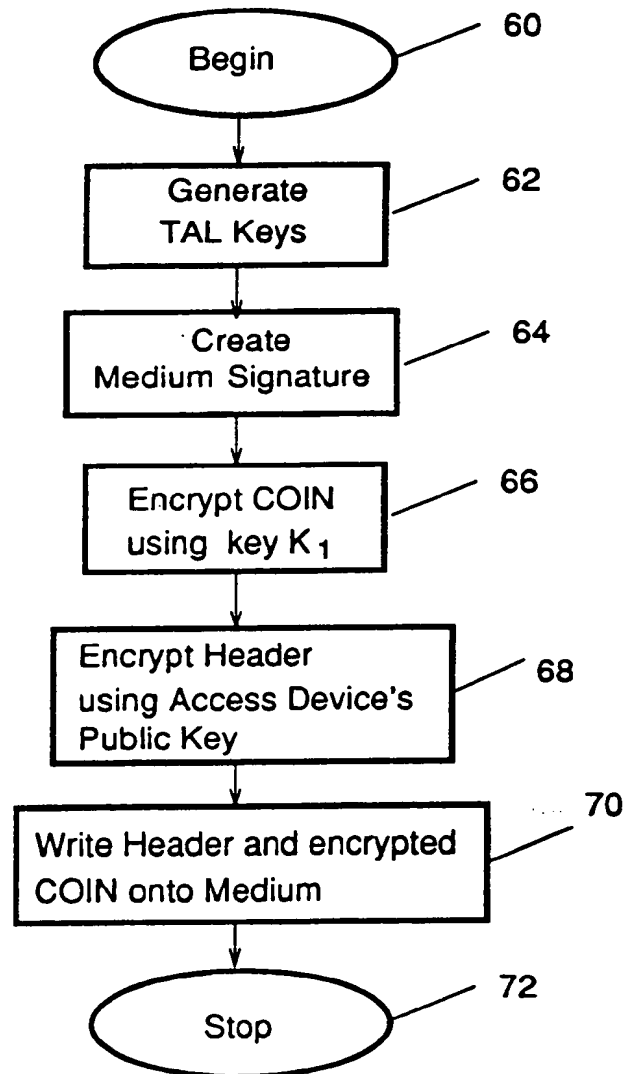 Begin
60
Generate
TAL Keys
62
Create
Medium Signature
64
Encrypt COIN
using key K₁
66
Encrypt Header
using Access Device's
Public Key
68
Write Header and encrypted
COIN onto Medium
70
Stop
72